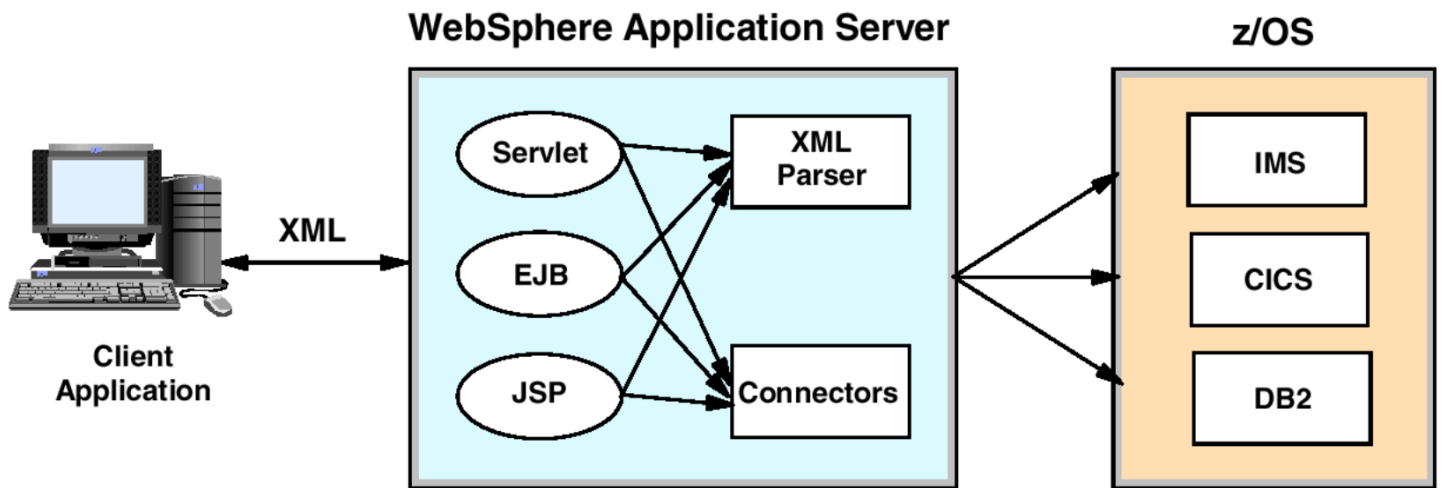 WebSphere Application Server
z/OS
Servlet
XML
Parser
IMS
XML
EJB
CICS
Client
Application
JSP
Connectors
DB2